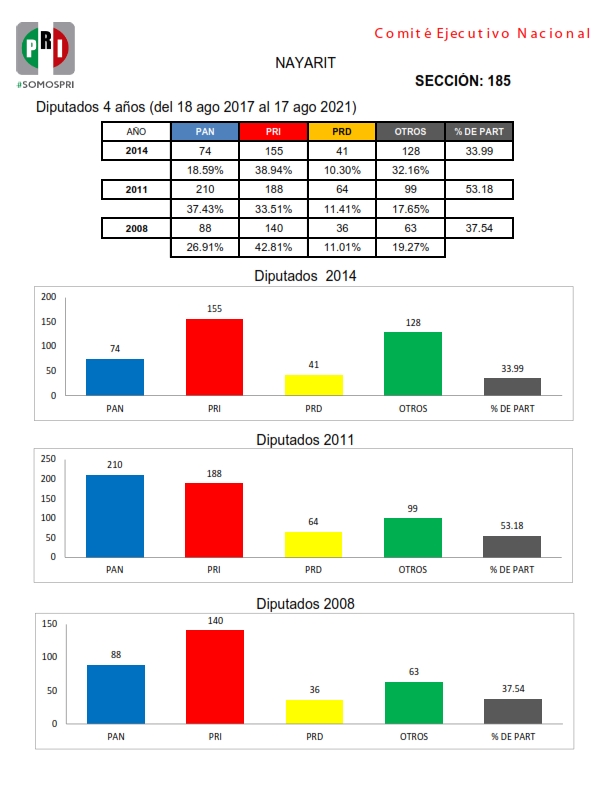 Comité Ejecutivo Nacional
PRI
#SOMOSPRI
NAYARIT
SECCIÓN: 185
Diputados 4 años (del 18 ago 2017 al 17 ago 2021)
AÑO PAN PRI PRD OTROS % DE PART
2014 74 155 41 128 33.99
18.59% 38.94% 10.30% 32.16%
2011 210 188 64 99 53.18
37.43% 33.51% 11.41% 17.65%
2008 88 140 36 63 37.54
26.91% 42.81% 11.01% 19.27%
Diputados 2014
200
150
100
50
0
74 155 41 128 33.99
PAN PRI PRD OTROS % DE PART
Diputados 2011
250
200
150
100
50
0
210 188 64 99 53.18
PAN PRI PRD OTROS % DE PART
Diputados 2008
150
100
50
0
88 140 36 63 37.54
PAN PRI PRD OTROS % DE PART